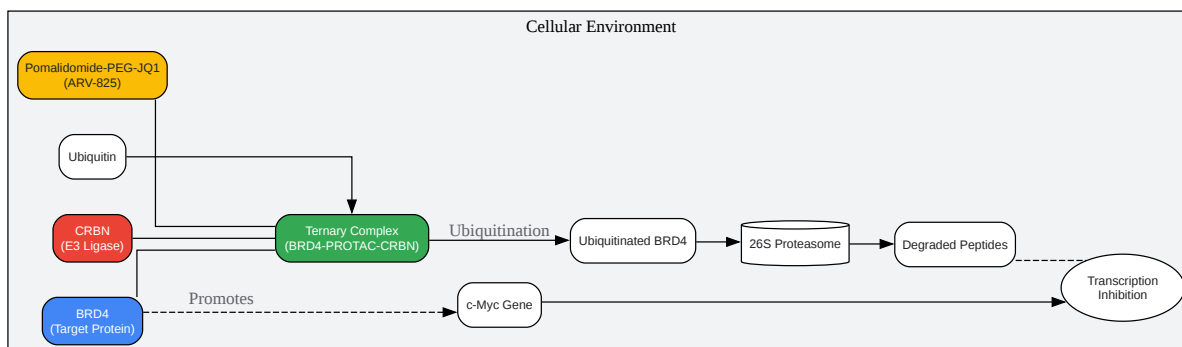 Cellular Environment
Pomalidomide-PEG-JQ1
(ARV-825)
Ubiquitin
CRBN
(E3 Ligase)
Ternary Complex
(BRD4-PROTAC-CRBN)
Ubiquitination
Ubiquitinated BRD4
26S Proteasome
Degraded Peptides
Transcription
Inhibition
BRD4
(Target Protein)
Promotes
c-Myc Gene